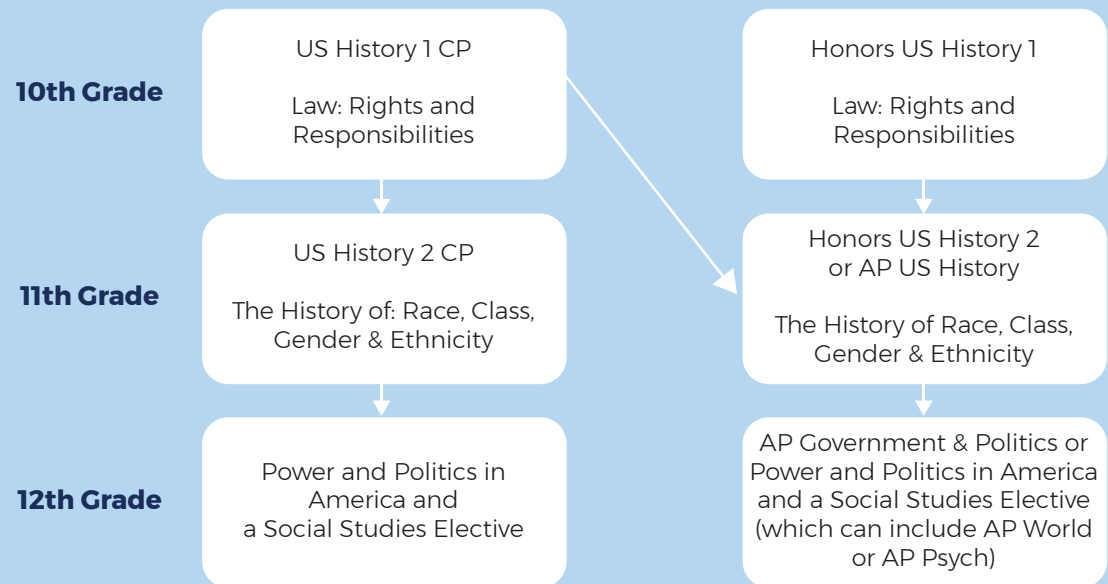 10th Grade
US History 1 CP
Law: Rights and
Responsibilities
Honors US History 1
Law: Rights and
Responsibilities
11th Grade
US History 2 CP
The History of: Race, Class,
Gender & Ethnicity
Honors US History 2
or AP US History
The History of Race, Class,
Gender & Ethnicity
12th Grade
Power and Politics in
America and
a Social Studies Elective
AP Government & Politics or
Power and Politics in America
and a Social Studies Elective
(which can include AP World
or AP Psych)